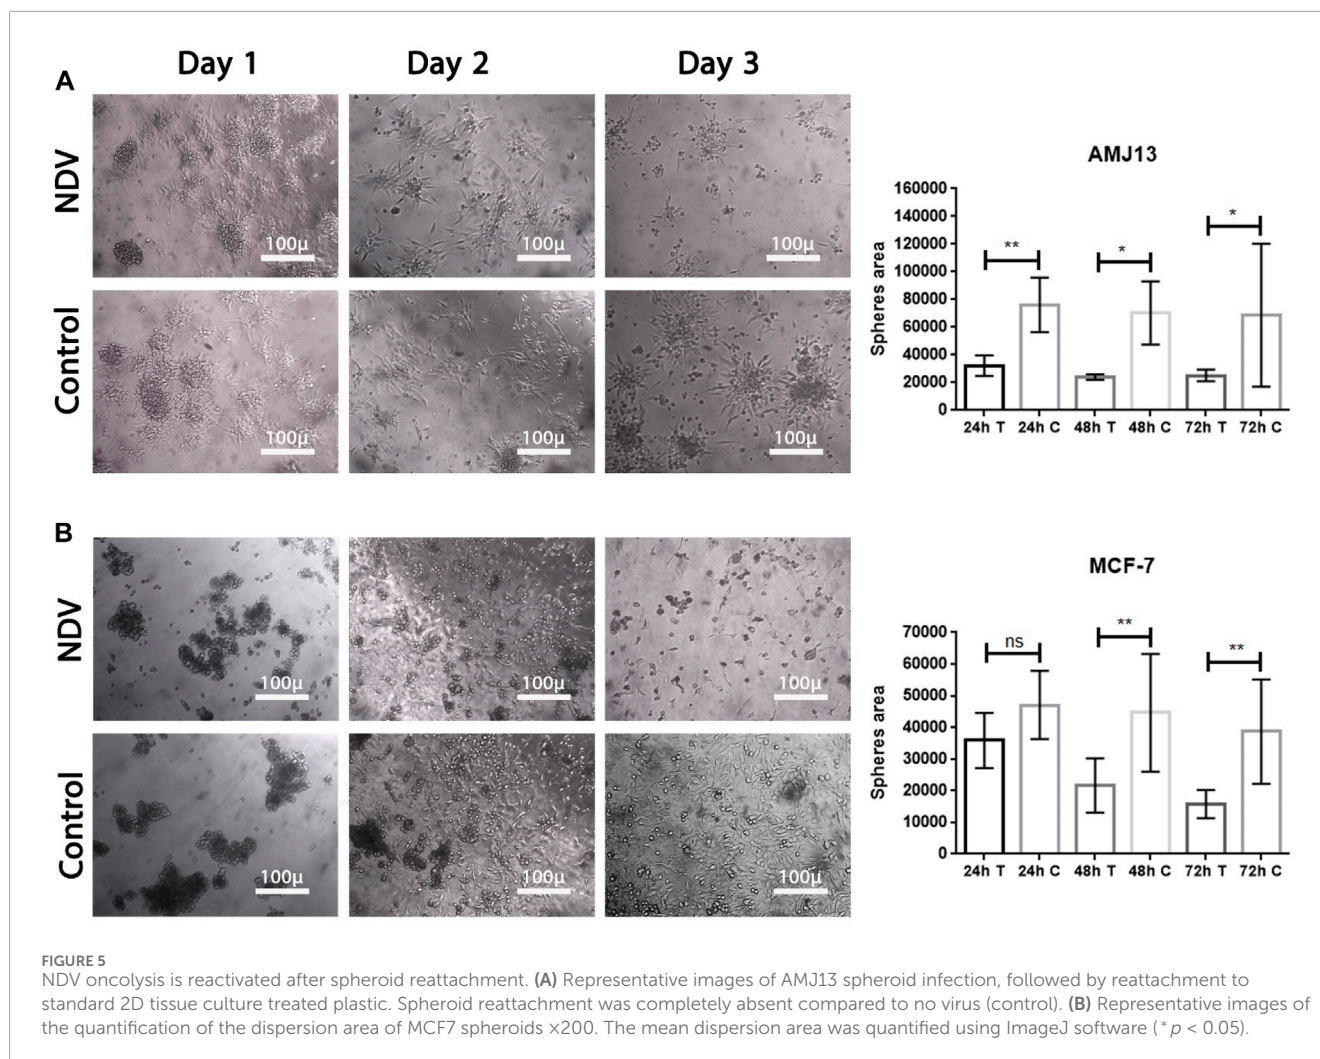 Day 1 Day 2 Day 3
A
NDV
100μ 100μ 100μ
Control
100μ 100μ 100μ
AMJ13
Spheres area
160000
140000
120000
100000
80000
60000
40000
20000
0
** * *
24h T 24h C 48h T 48h C 72h T 72h C
B
NDV
100μ 100μ 100μ
Control
100μ 100μ 100μ
MCF-7
Spheres area
70000
60000
50000
40000
30000
20000
10000
0
ns ** **
24h T 24h C 48h T 48h C 72h T 72h C
FIGURE 5
NDV oncolysis is reactivated after spheroid reattachment. (A) Representative images of AMJ13 spheroid infection, followed by reattachment to
standard 2D tissue culture treated plastic. Spheroid reattachment was completely absent compared to no virus (control). (B) Representative images of
the quantification of the dispersion area of MCF7 spheroids ×200. The mean dispersion area was quantified using ImageJ software (*p < 0.05).